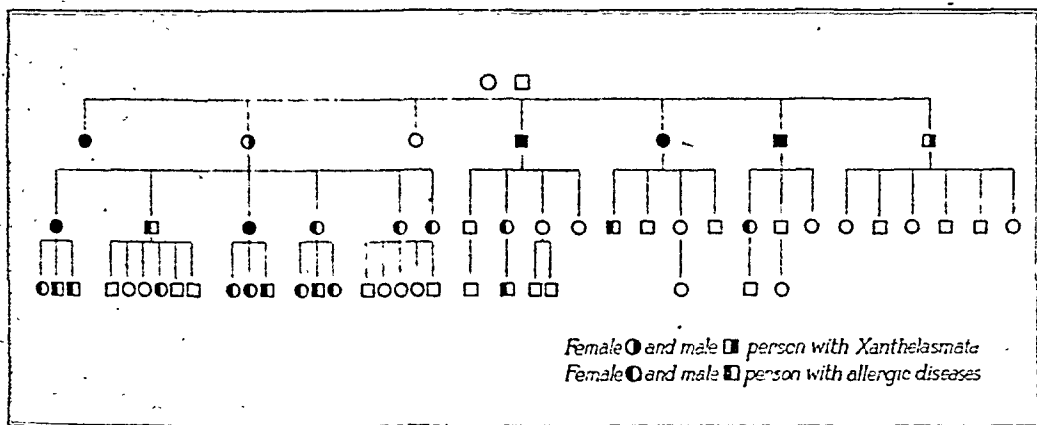 Female and male person with Xanthelasmata
Female and male person with allergic diseases